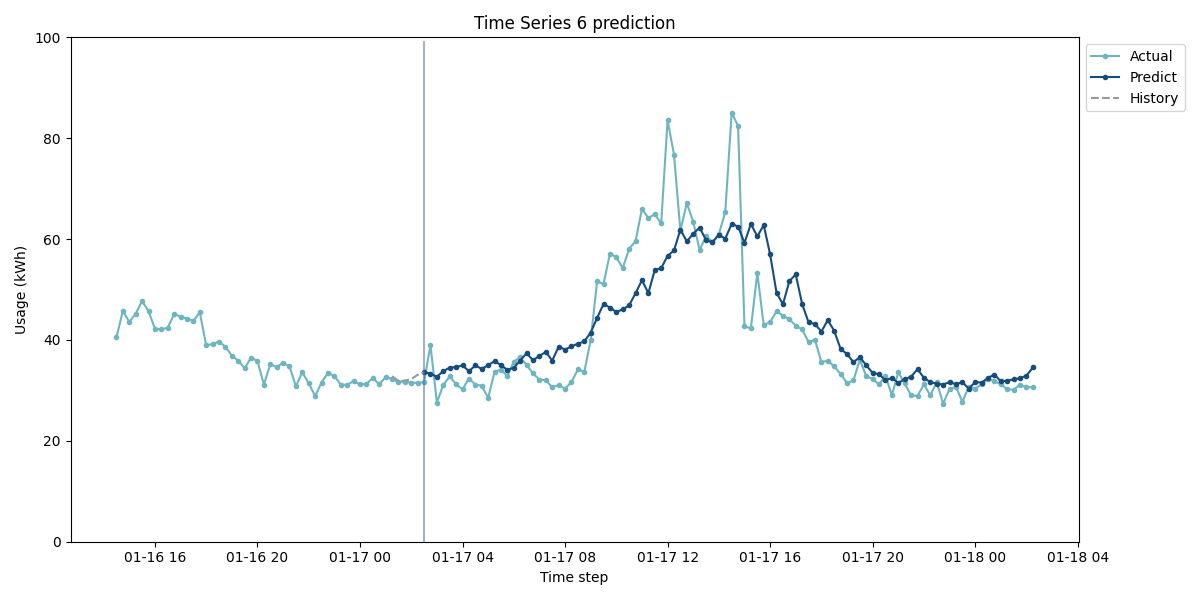 Time Series 6 prediction
100
80
60
40
20
0
Usage (kWh)
01-16 16
01-16 20
01-17 00
01-17 04
01-17 08
01-17 12
01-17 16
01-17 20
01-18 00
01-18 04
Time step
Actual
Predict
History